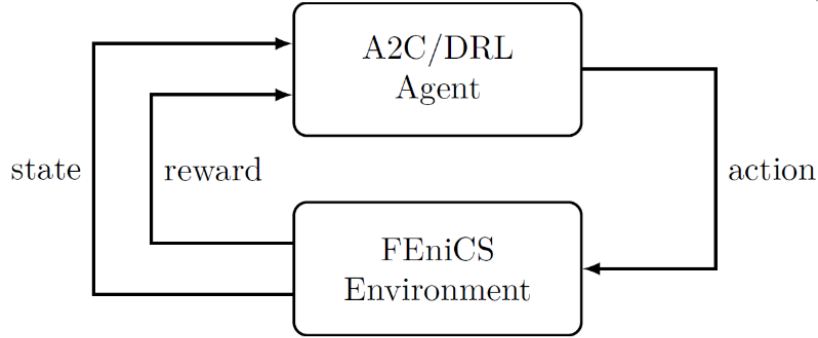 A2C/DRL
Agent
state
reward
action
FEniCS
Environment